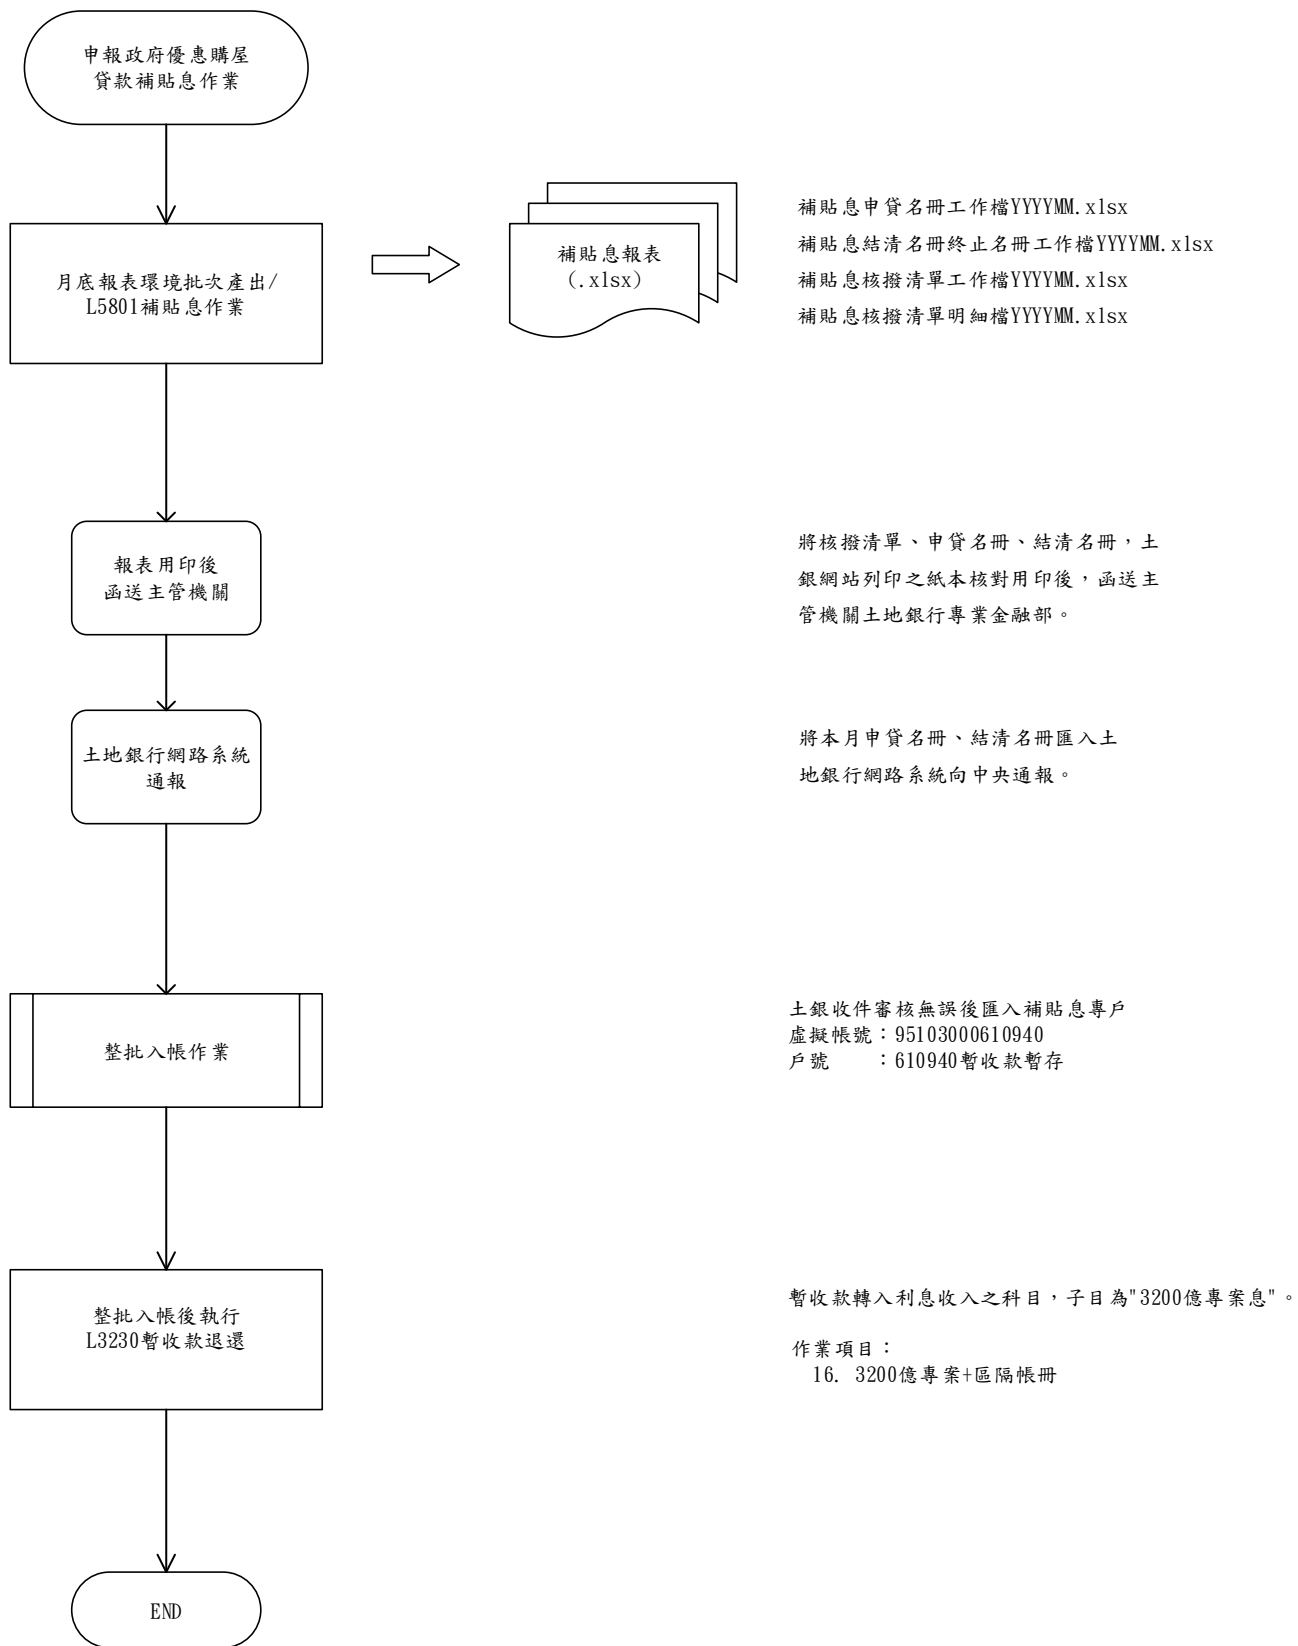 申報政府優惠購屋
貸款補貼息作業
月底報表環境批次產出/
L5801補貼息作業
補貼息報表
(.xlsx)
補貼息申貸名冊工作檔YYYYMM.xlsx
補貼息結清名冊終止名冊工作檔YYYYMM.xlsx
補貼息核撥清單工作檔YYYYMM.xlsx
補貼息核撥清單明細檔YYYYMM.xlsx
報表用印後
函送主管機關
將核撥清單、申貸名冊、結清名冊，土
銀網站列印之紙本核對用印後，函送主
管機關土地銀行專業金融部。
土地銀行網路系統
通報
將本月申貸名冊、結清名冊匯入土
地銀行網路系統向中央通報。
整批入帳作業
土銀收件審核無誤後匯入補貼息專戶
虛擬帳號：95103000610940
戶號　　：610940暫收款暫存
整批入帳後執行
L3230暫收款退還
暫收款轉入利息收入之科目，子目為"3200億專案息"。
作業項目：
16. 3200億專案+區隔帳冊
END